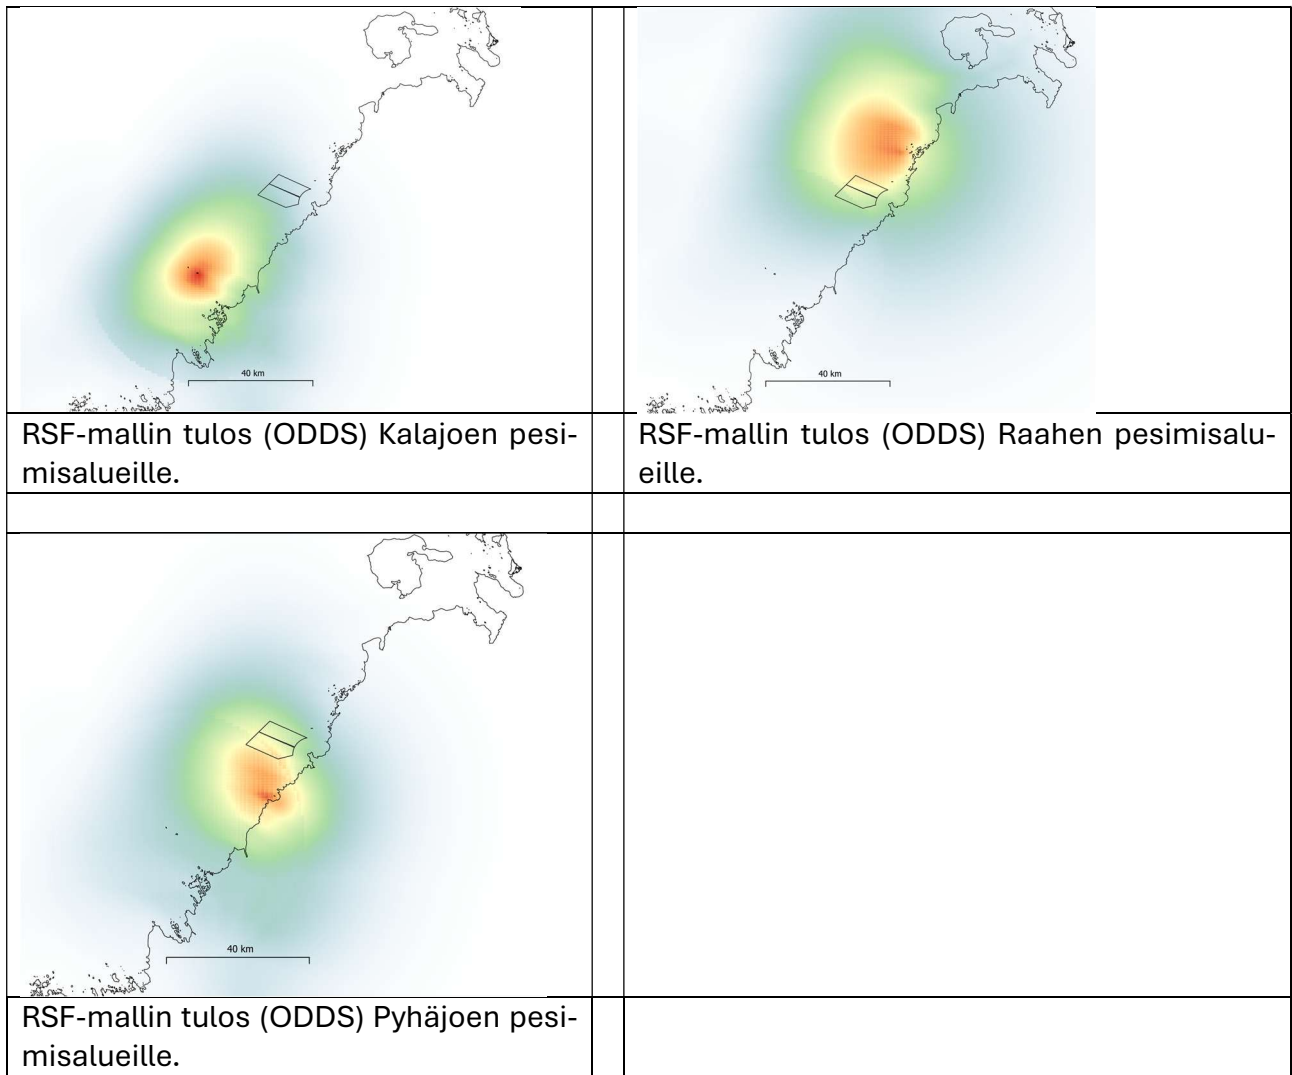 40 km
40 km
RSF-mallin tulos (ODDS) Kalajoen pesi-
misalueille.
RSF-mallin tulos (ODDS) Raahen pesimisalu-
eille.
40 km
RSF-mallin tulos (ODDS) Pyhäjoen pesi-
misalueille.